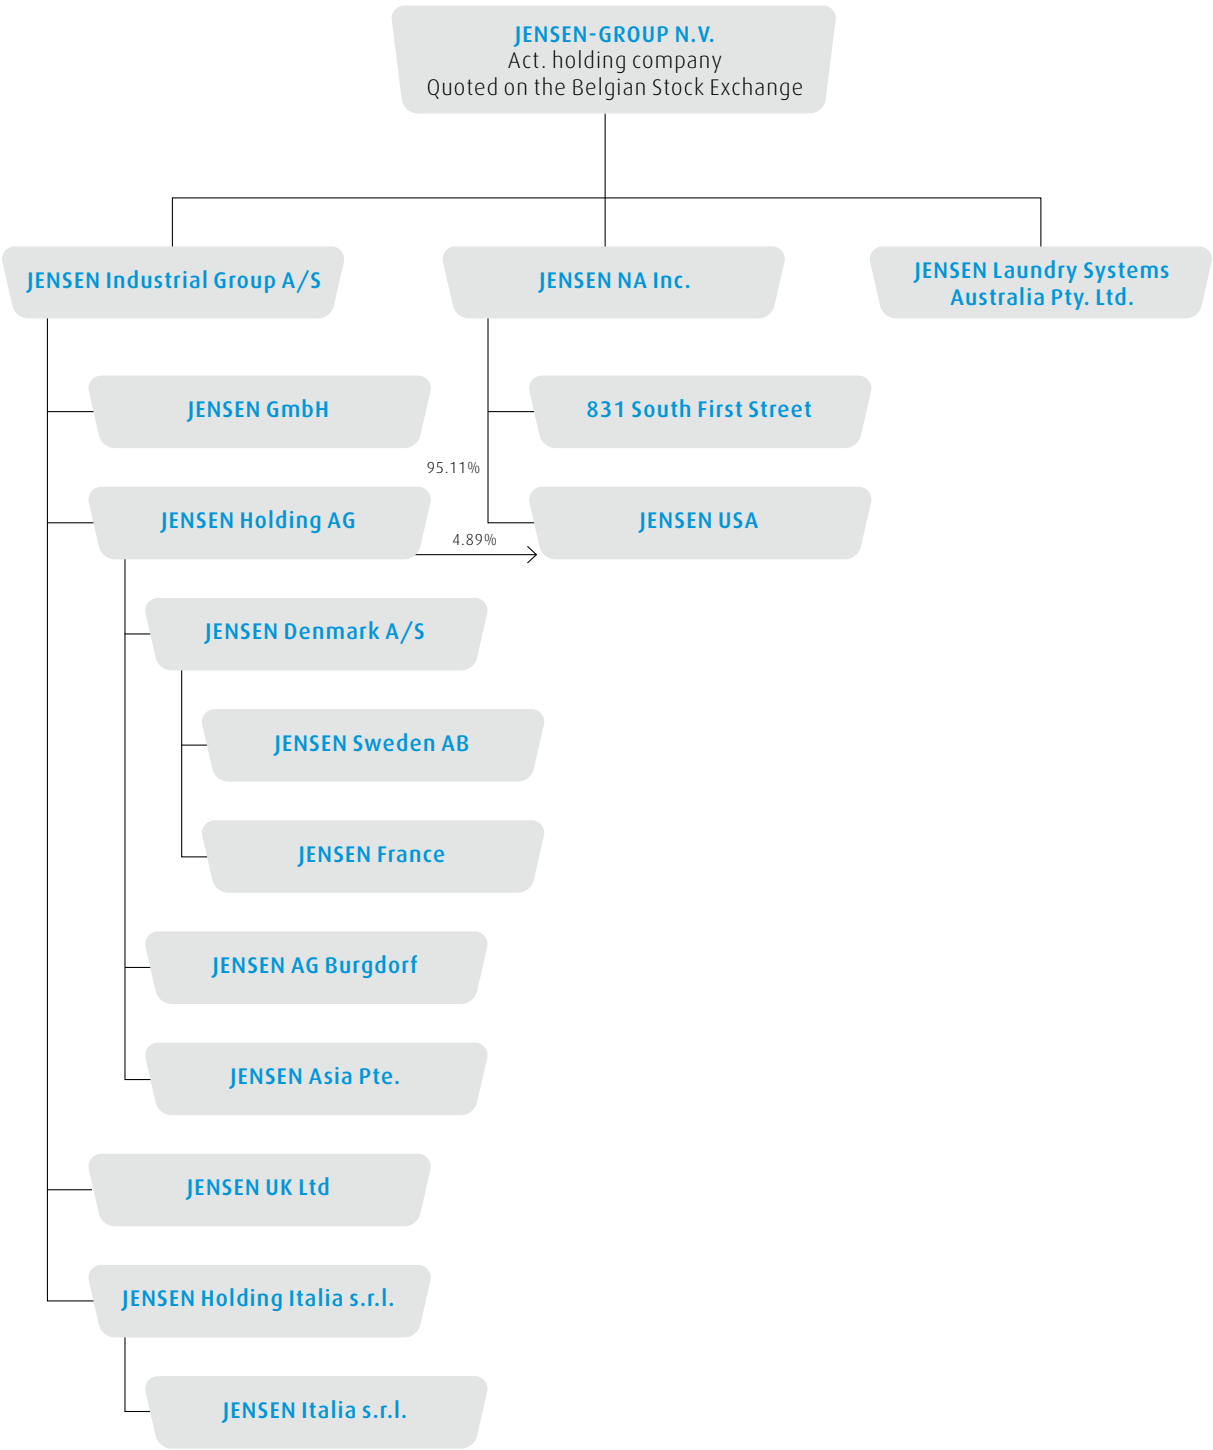 JENSEN-GROUP N.V.
Act. holding company
Quoted on the Belgian Stock Exchange
JENSEN Industrial Group A/S
JENSEN NA Inc.
JENSEN Laundry Systems
Australia Pty. Ltd.
JENSEN GmbH
831 South First Street
95.11%
JENSEN Holding AG
JENSEN USA
4.89%
JENSEN Denmark A/S
JENSEN Sweden AB
JENSEN France
JENSEN AG Burgdorf
JENSEN Asia Pte.
JENSEN UK Ltd
JENSEN Holding Italia s.r.l.
JENSEN Italia s.r.l.